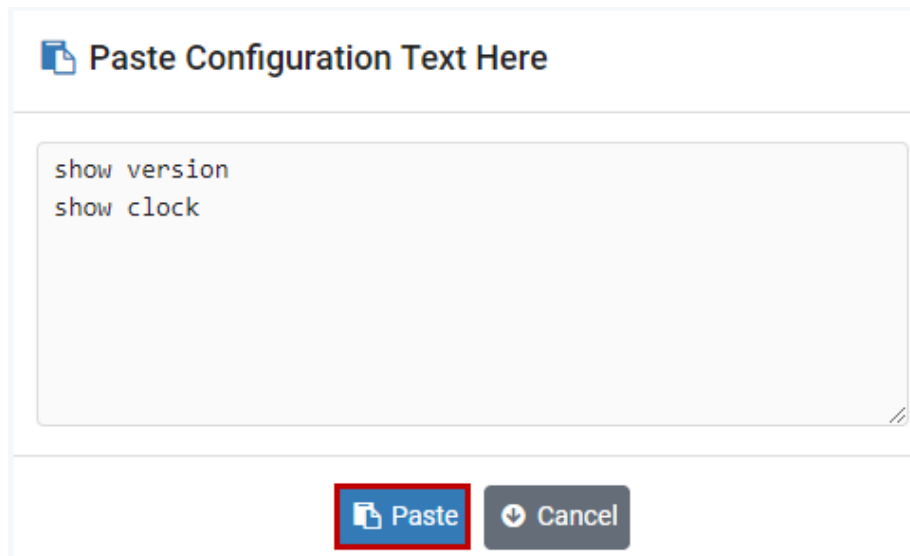 Paste Configuration Text Here
show version
show clock
Paste
Cancel